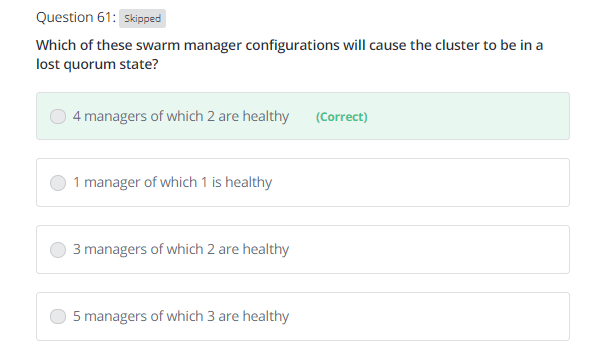 Question 61: Skipped
Which of these swarm manager configurations will cause the cluster to be in a
lost quorum state?
4 managers of which 2 are healthy (Correct)
1 manager of which 1 is healthy
3 managers of which 2 are healthy
5 managers of which 3 are healthy